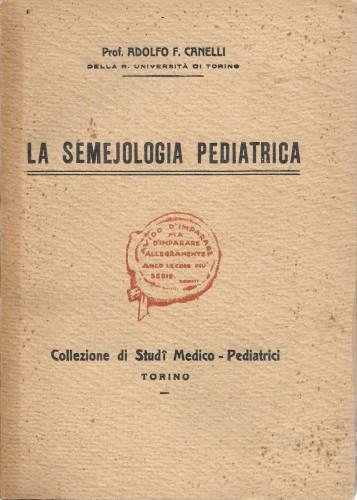 Prof. ADOLFO F. CANELLI
DELLA R. UNIVERSITÀ DI TORINO
LA SEMEJOLOGIA PEDIATRICA
AVIDO D'IMPARARE
MA
D'IMPARARE
ALLEGRAMENTE
ANCO LE COSE PIÙ
SERIE
Collezione di Studî Medico - Pediatrici
TORINO